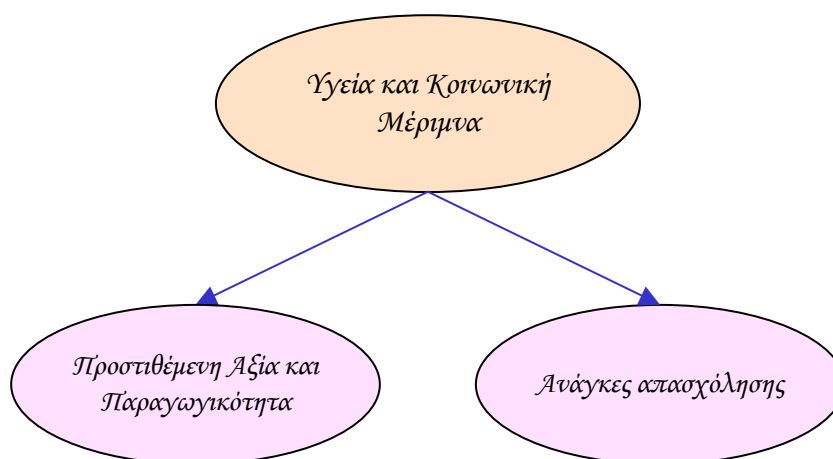 Υγεία και Κοινωνική
Μέριμνα
Προστιθέμενη Αξία και
Παραγωγικότητα
Ανάγκες απασχόλησης